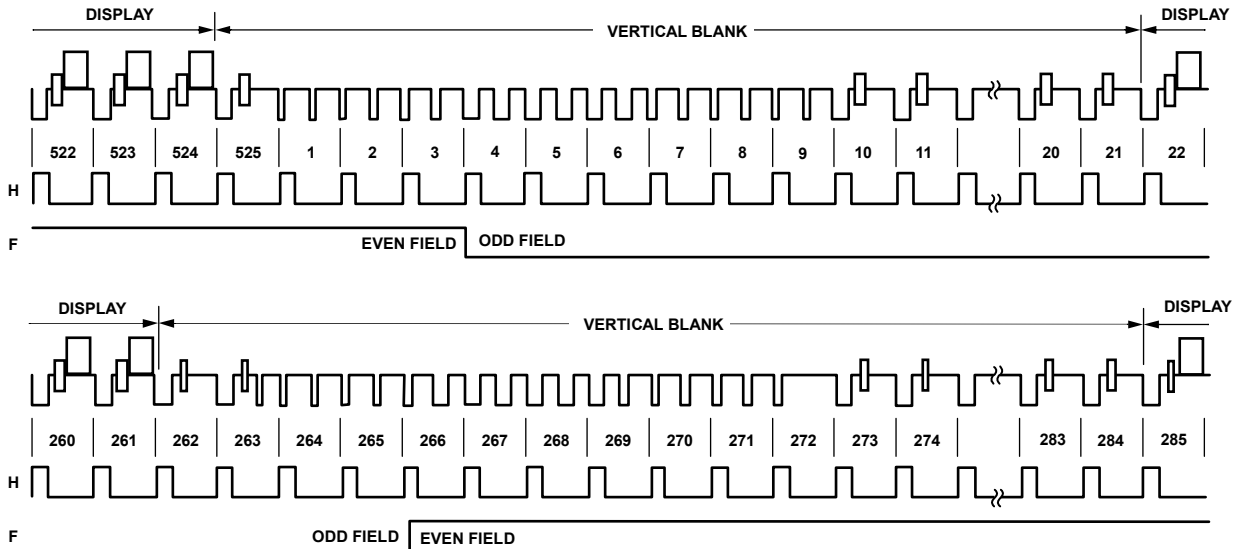 DISPLAY VERTICAL BLANK DISPLAY
522 523 524 525 1 2 3 4 5 6 7 8 9 10 11 20 21 22
H
F EVEN FIELD ODD FIELD
DISPLAY VERTICAL BLANK DISPLAY
260 261 262 263 264 265 266 267 268 269 270 271 272 273 274 283 284 285
H
F ODD FIELD EVEN FIELD